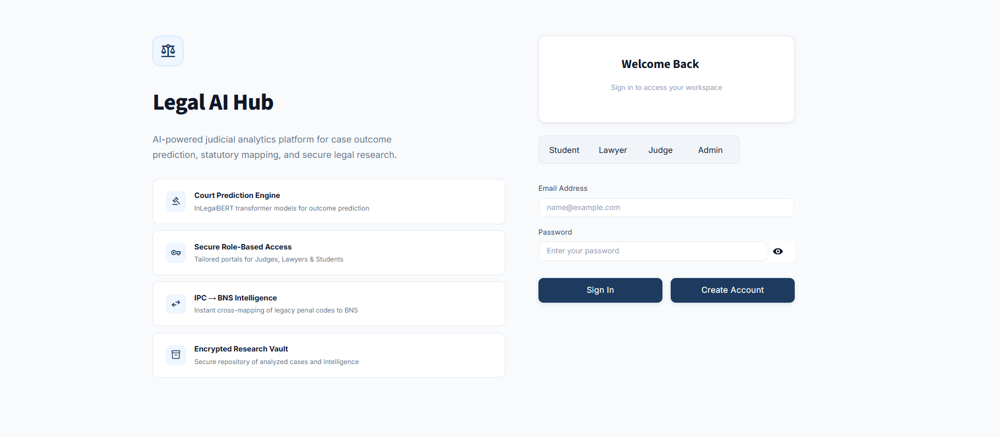 Legal AI Hub
AI-powered judicial analytics platform for case outcome
prediction, statutory mapping, and secure legal research.
Court Prediction Engine
InLegalBERT transformer models for outcome prediction
Secure Role-Based Access
Tailored portals for Judges, Lawyers & Students
IPC → BNS Intelligence
Instant cross-mapping of legacy penal codes to BNS
Encrypted Research Vault
Secure repository of analyzed cases and intelligence
Welcome Back
Sign in to access your workspace
Student Lawyer Judge Admin
Email Address
name@example.com
Password
Enter your password
Sign In Create Account